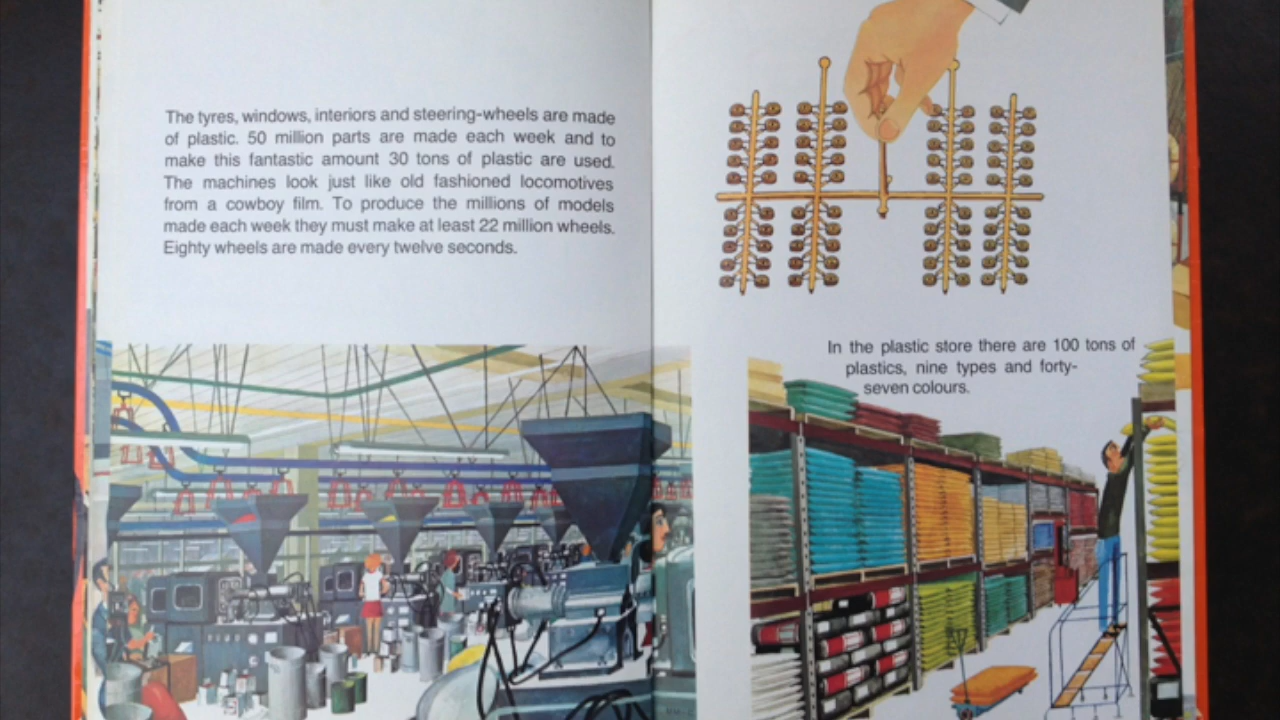 The tyres, windows, interiors and steering-wheels are made
of plastic. 50 million parts are made each week and to
make this fantastic amount 30 tons of plastic are used.
The machines look just like old fashioned locomotives
from a cowboy film. To produce the millions of models
made each week they must make at least 22 million wheels.
Eighty wheels are made every twelve seconds.
In the plastic store there are 100 tons of
plastics, nine types and forty-
seven colours.